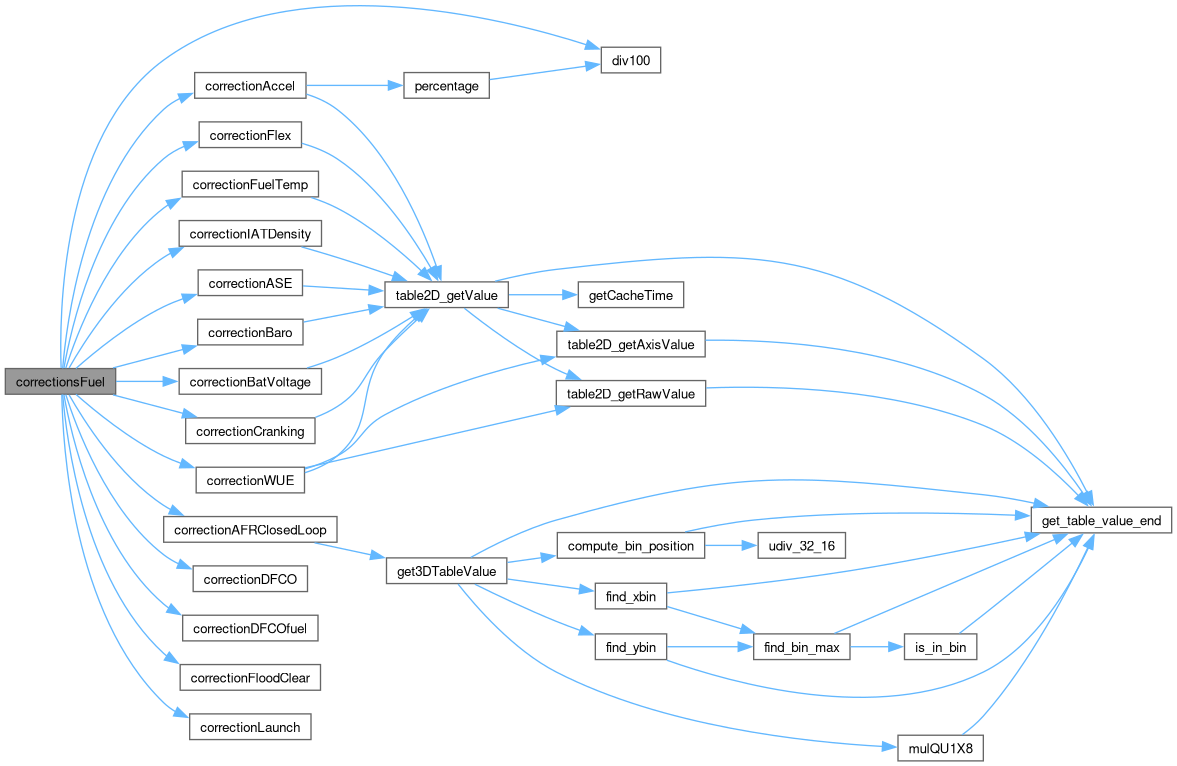 correctionsFuel
div100
correctionAccel
percentage
correctionFlex
correctionFuelTemp
correctionIATDensity
correctionASE
correctionBaro
correctionBatVoltage
correctionCranking
correctionWUE
correctionAFRClosedLoop
correctionDFCO
correctionDFCOfuel
correctionFloodClear
correctionLaunch
table2D_getValue
getCacheTime
table2D_getAxisValue
table2D_getRawValue
get_table_value_end
get3DTableValue
compute_bin_position
udiv_32_16
find_xbin
find_ybin
find_bin_max
is_in_bin
mulQU1X8